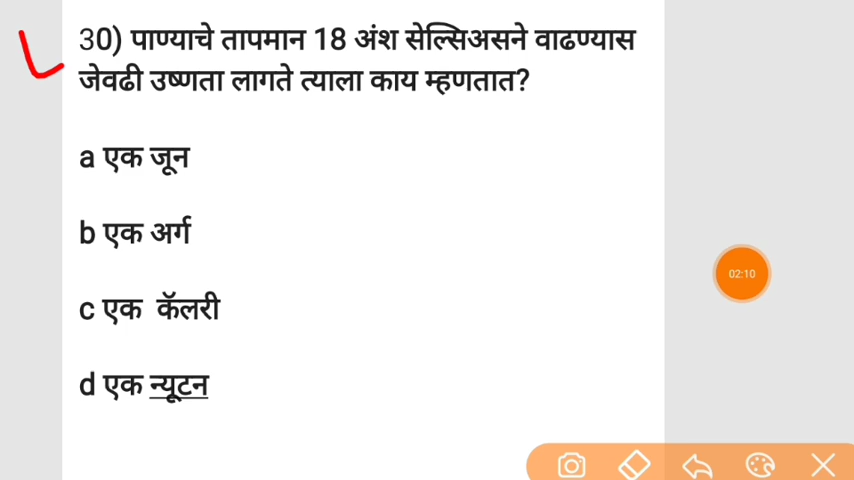 30) पाण्याचे तापमान 18 अंश सेल्सिअसने वाढण्यास
जेवढी उष्णता लागते त्याला काय म्हणतात?
a एक जून
b एक अर्ग
02:10
c एक कॅलरी
d एक न्यूटन